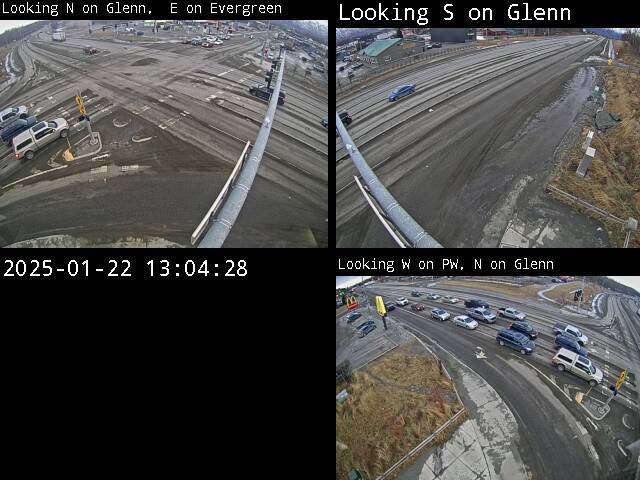 Looking N on Glenn,  E on Evergreen
Looking S on Glenn
2025-01-22 13:04:28
Looking W on PW, N on Glenn